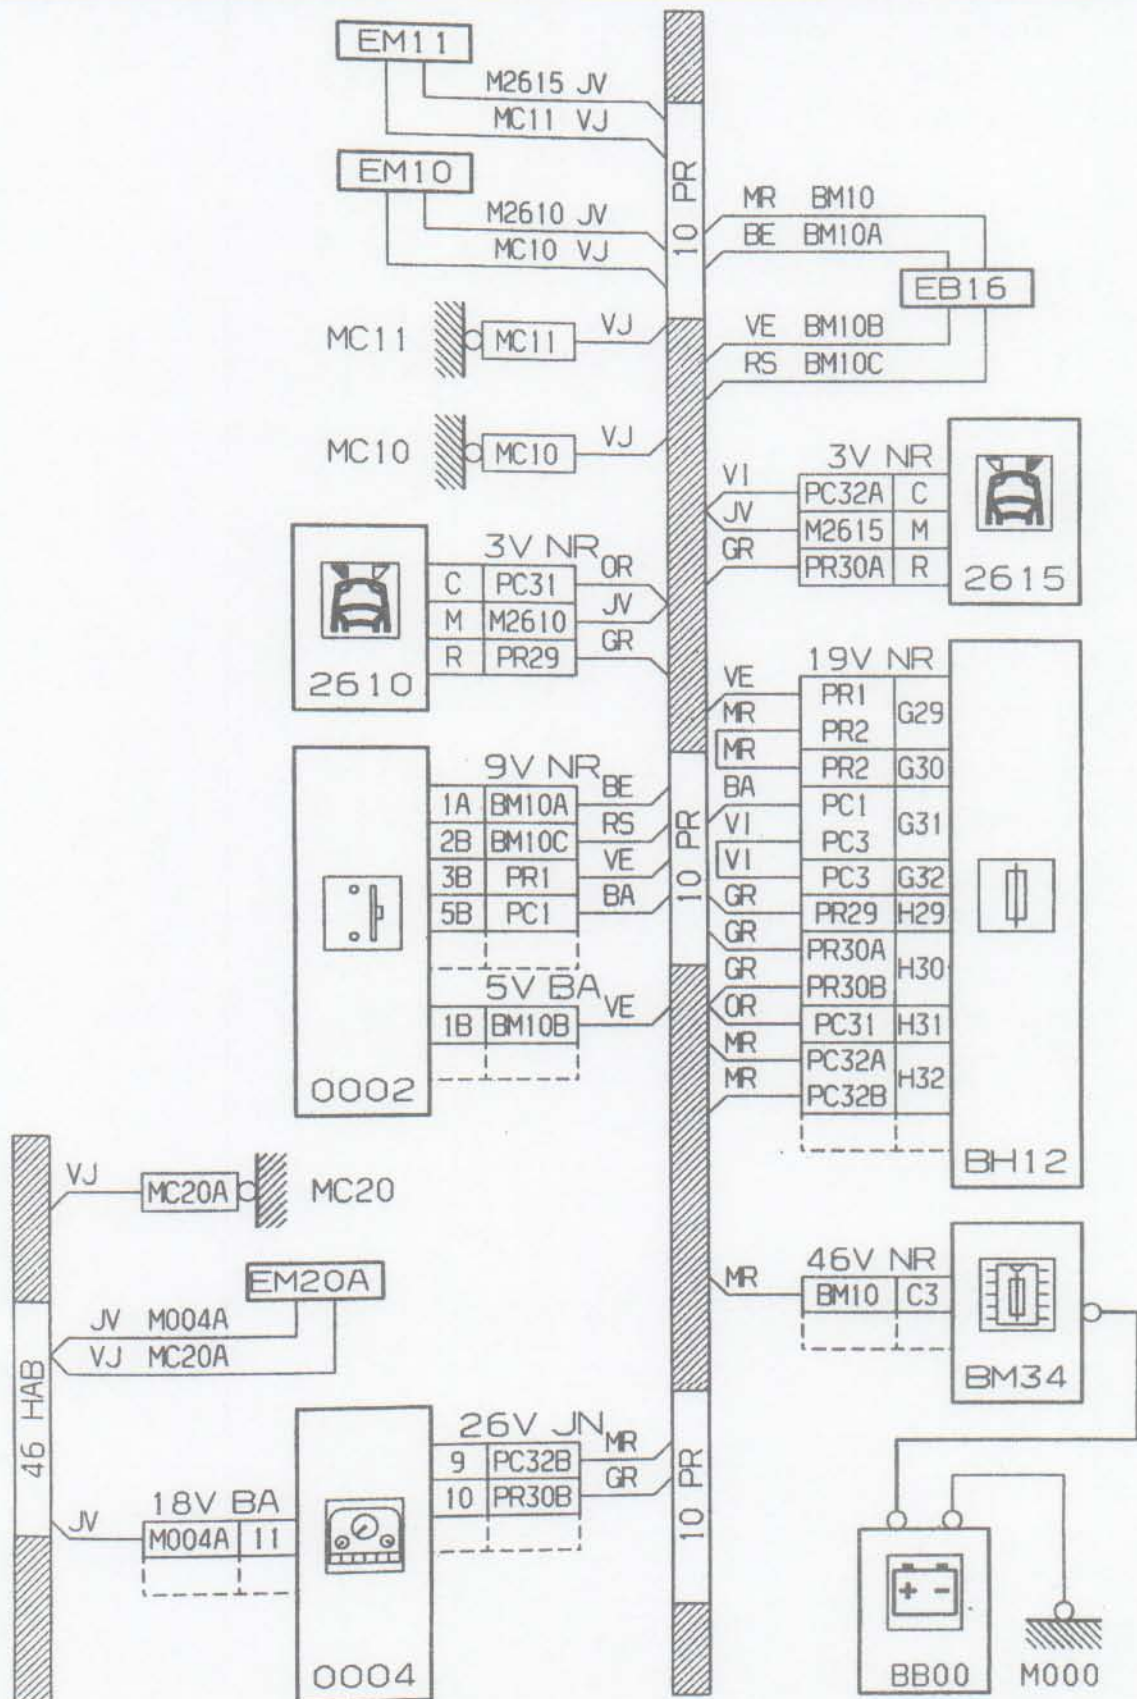 EM11
M2615 JV
MC11 VJ
EM10
M2610 JV
MC10 VJ
10 PR
MR BM10
BE BM10A
EB16
VE BM10B
RS BM10C
MC11 MC11 VJ
MC10 MC10 VJ
3V NR
VI PC32A C
JV M2615 M
GR PR30A R
2615
3V NR
C PC31 OR
M M2610 JV
R PR29 GR
2610
19V NR
VE PR1 G29
MR PR2
MR PR2 G30
BA PC1 G31
VI PC3
VI PC3 G32
GR PR29 H29
GR PR30A H30
GR PR30B
OR PC31 H31
MR PC32A H32
MR PC32B
BH12
9V NR
1A BM10A BE
2B BM10C RS
3B PR1 VE
5B PC1 BA
10 PR
5V BA
1B BM10B VE
0002
VJ MC20A MC20
EM20A
JV M004A
VJ MC20A
46 HAB
46V NR
MR BM10 C3
BM34
26V JN
9 PC32B MR
10 PR30B GR
10 PR
18V BA
JV M004A 11
0004
+ -
BB00
M000